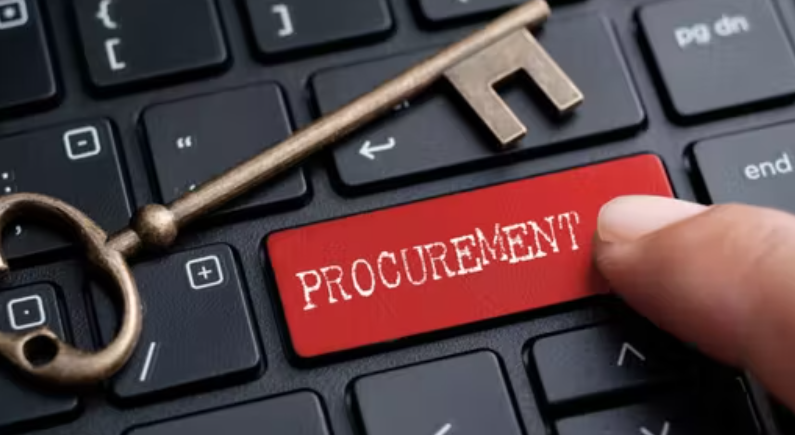 {
[
]
pg dn
-
“
end
:
PROCUREMENT
+
/